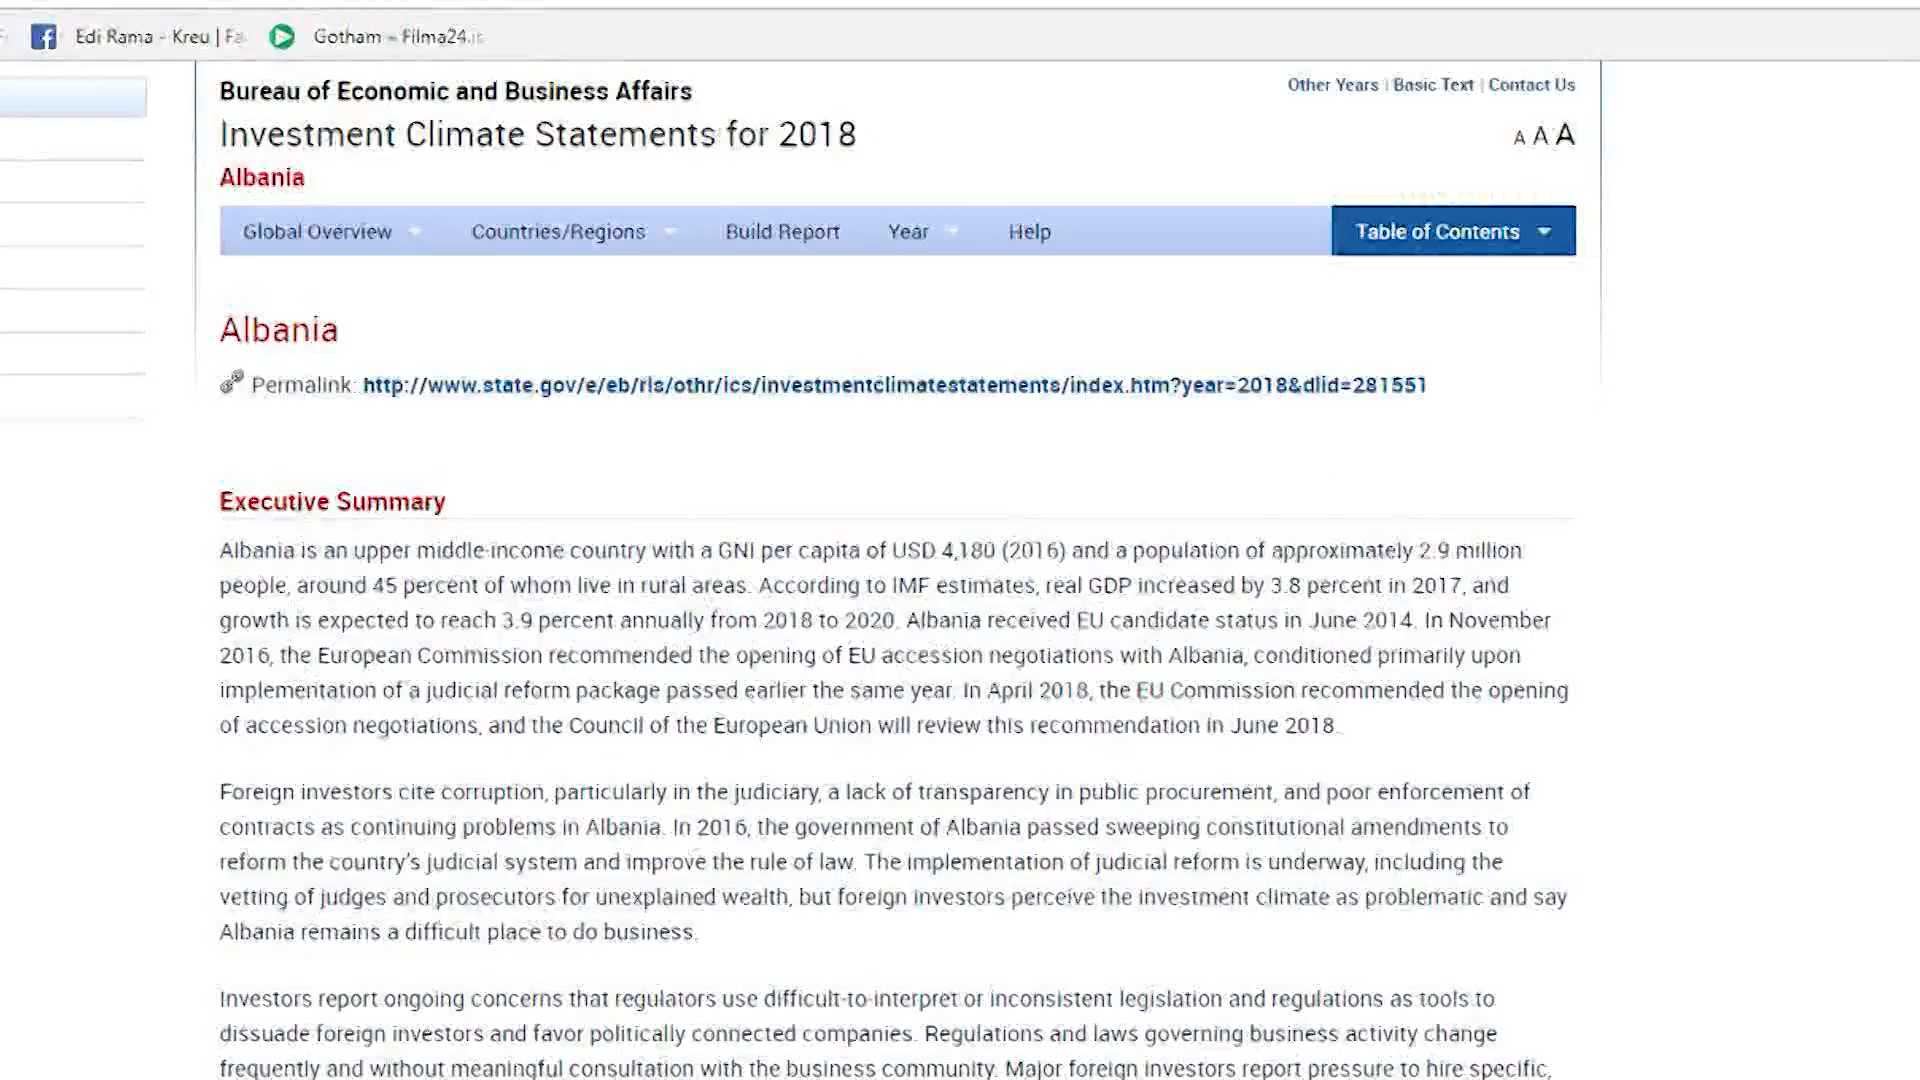 Edi Rama - Kreu | Fa
Gotham – Filma24.
Bureau of Economic and Business Affairs
Other Years | Basic Text | Contact Us
Investment Climate Statements for 2018
A A A
Albania
Global Overview Countries/Regions Build Report Year Help Table of Contents
Albania
Permalink: http://www.state.gov/e/eb/rls/othr/ics/investmentclimatestatements/index.htm?year=2018&dlid=281551
Executive Summary
Albania is an upper middle-income country with a GNI per capita of USD 4,180 (2016) and a population of approximately 2.9 million
people, around 45 percent of whom live in rural areas. According to IMF estimates, real GDP increased by 3.8 percent in 2017, and
growth is expected to reach 3.9 percent annually from 2018 to 2020. Albania received EU candidate status in June 2014. In November
2016, the European Commission recommended the opening of EU accession negotiations with Albania, conditioned primarily upon
implementation of a judicial reform package passed earlier the same year. In April 2018, the EU Commission recommended the opening
of accession negotiations, and the Council of the European Union will review this recommendation in June 2018.
Foreign investors cite corruption, particularly in the judiciary, a lack of transparency in public procurement, and poor enforcement of
contracts as continuing problems in Albania. In 2016, the government of Albania passed sweeping constitutional amendments to
reform the country's judicial system and improve the rule of law. The implementation of judicial reform is underway, including the
vetting of judges and prosecutors for unexplained wealth, but foreign investors perceive the investment climate as problematic and say
Albania remains a difficult place to do business.
Investors report ongoing concerns that regulators use difficult-to-interpret or inconsistent legislation and regulations as tools to
dissuade foreign investors and favor politically connected companies. Regulations and laws governing business activity change
frequently and without meaningful consultation with the business community. Major foreign investors report pressure to hire specific,